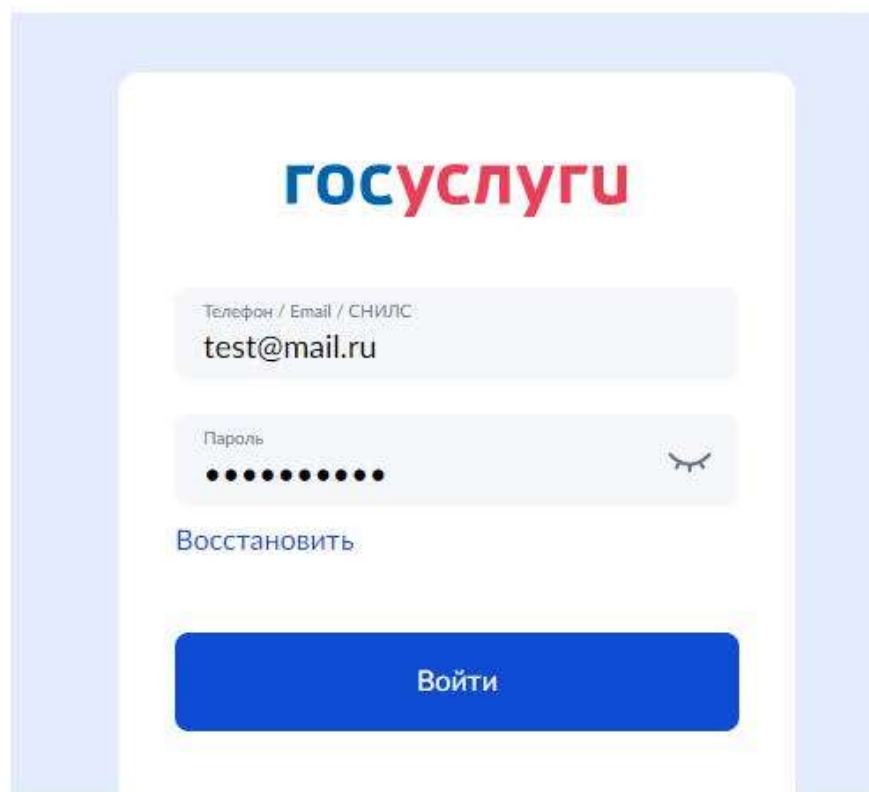 госуслуги
Телефон / Email / СНИЛС
test@mail.ru
Пароль
••••••••••
Восстановить
Войти